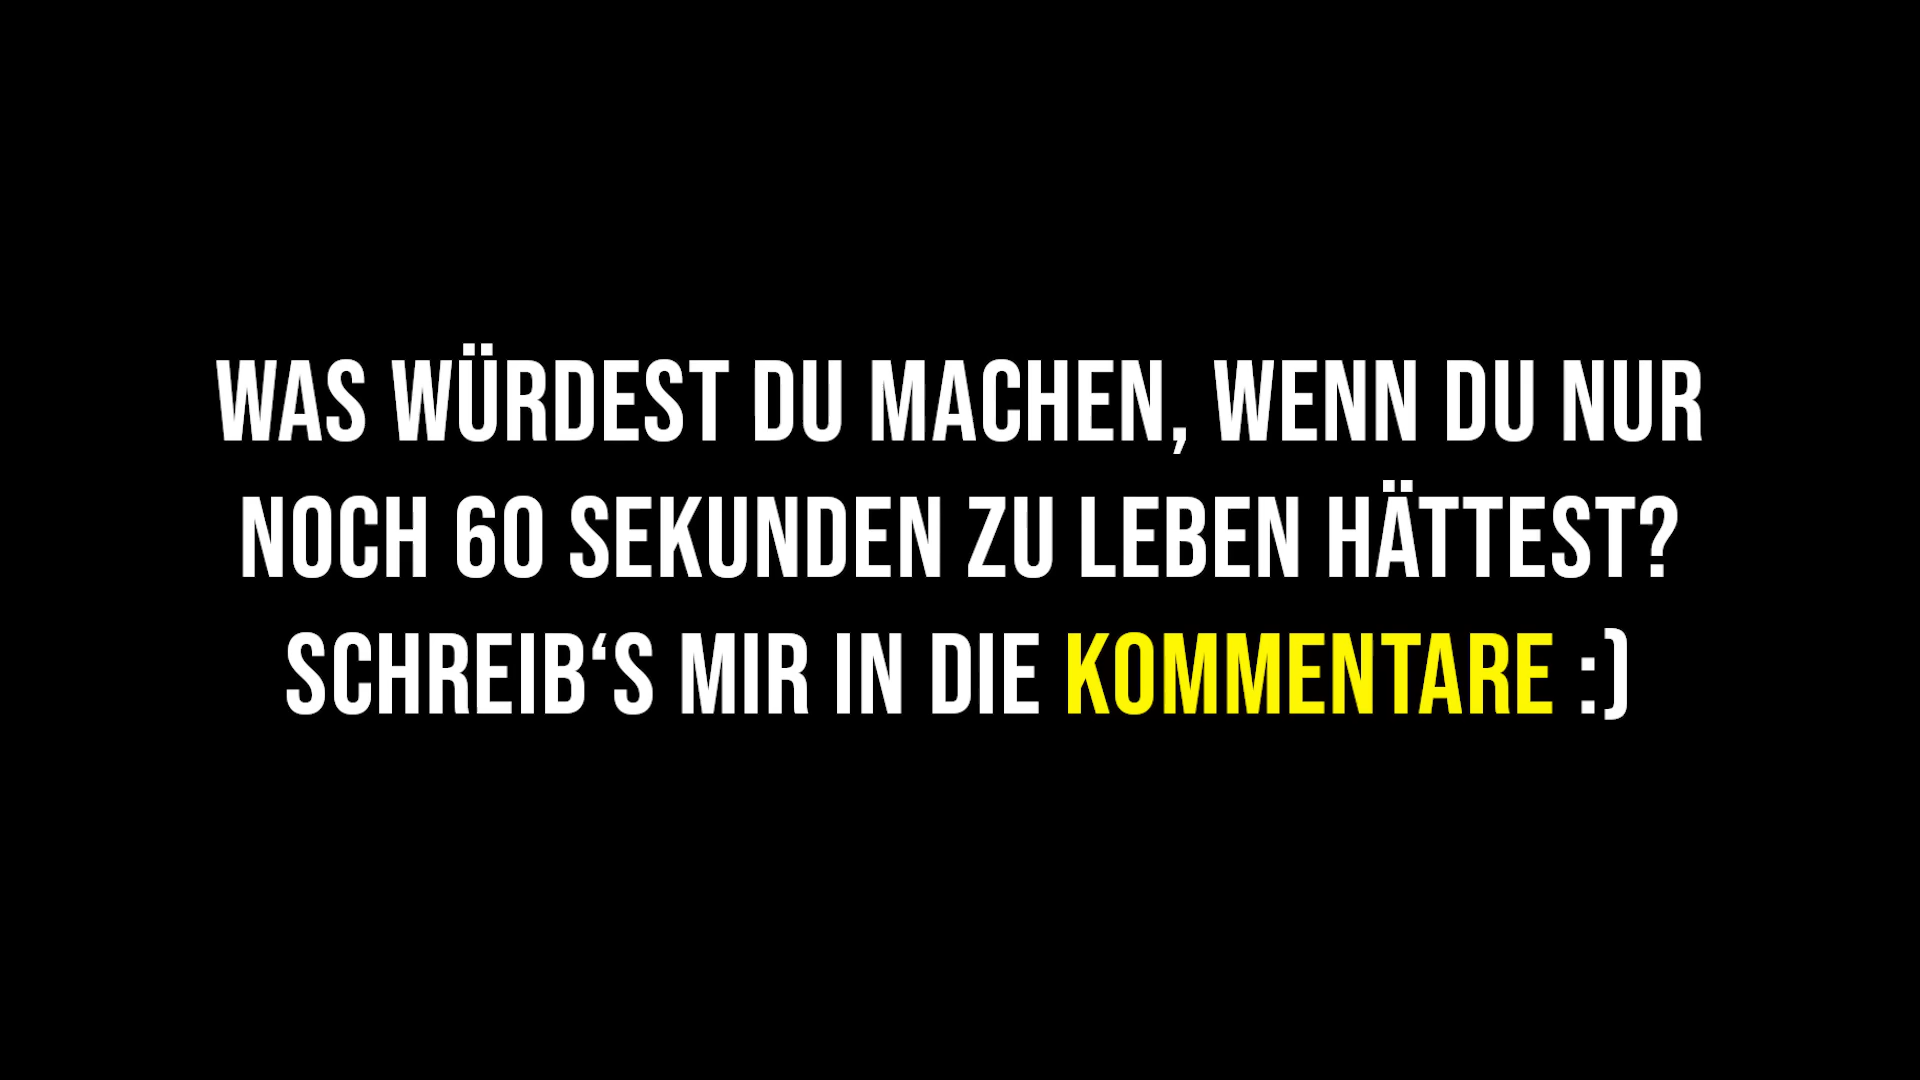 WAS WÜRDEST DU MACHEN, WENN DU NUR
NOCH 60 SEKUNDEN ZU LEBEN HÄTTEST?
SCHREIB‘S MIR IN DIE KOMMENTARE :)